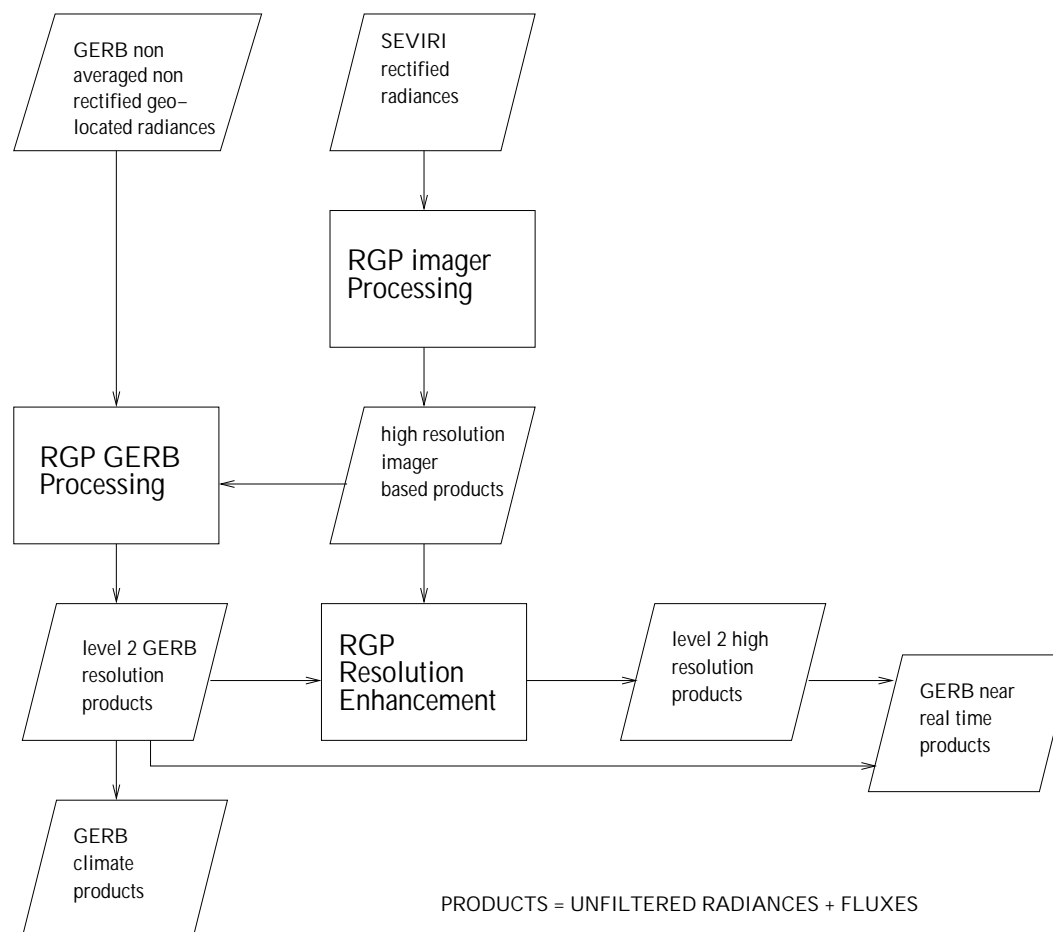 GERB non
averaged non
rectified geo–
located radiances
SEVIRI
rectified
radiances
RGP imager
Processing
RGP GERB
Processing
high resolution
imager
based products
level 2 GERB
resolution
products
RGP
Resolution
Enhancement
level 2 high
resolution
products
GERB near
real time
products
GERB
climate
products
PRODUCTS = UNFILTERED RADIANCES + FLUXES